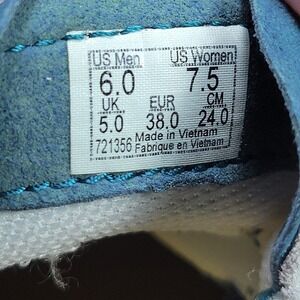 US Men US Women
6.0 7.5
UK EUR CM
5.0 38.0 24.0
Made in Vietnam
721356 Fabrique en Vietnam